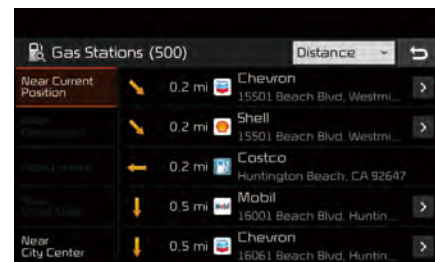 Gas Stations (500)
Distance
Near Current
Position
Near
City Center
0.2 mi Chevron
15501 Beach Blvd, Westmi...
0.2 mi Shell
15501 Beach Blvd, Westmi...
0.2 mi Costco
Huntington Beach, CA 92647
0.5 mi Mobil
16001 Beach Blvd, Huntin...
0.5 mi Chevron
16061 Beach Blvd, Huntin...